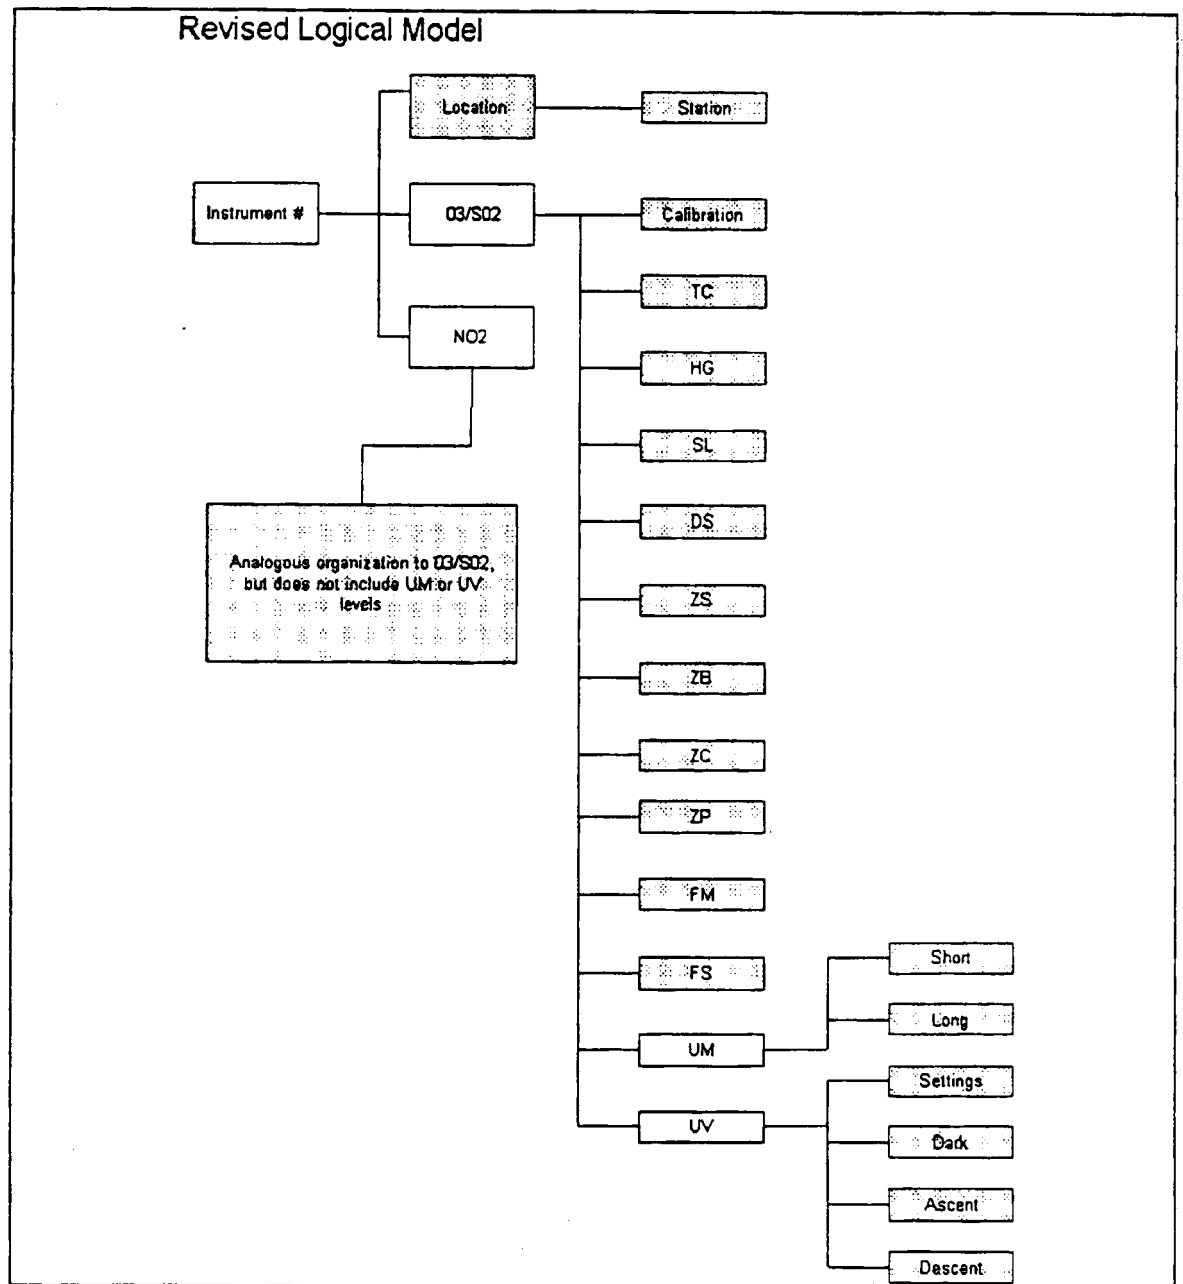 Revised Logical Model
Location
Station
Instrument #
03/S02
Calibration
TC
NO2
HG
SL
DS
Analogous organization to 03/S02,
but does not include UM or UV
levels
ZS
ZB
ZC
ZP
FM
FS
Short
Long
UM
Settings
UV
Dark
Ascent
Descent